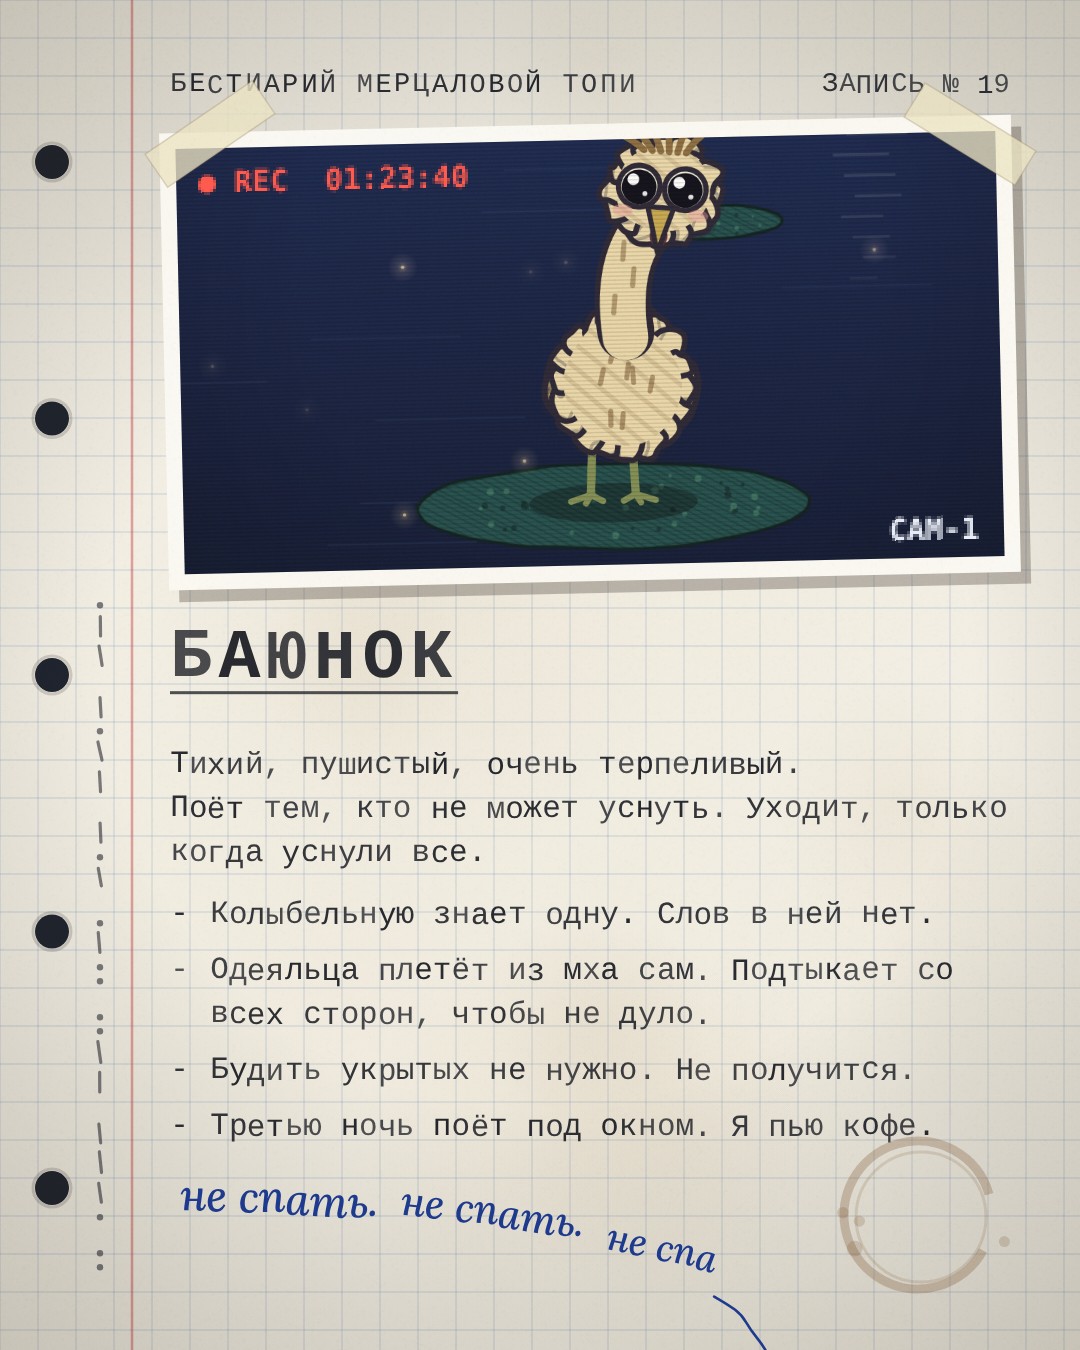 БЕСТИАРИЙ МЕРЦАЛОВОЙ ТОПИ
ЗАПИСЬ № 19
REC 01:23:40
CAM-1
БАЮНОК
Тихий, пушистый, очень терпеливый.
Поёт тем, кто не может уснуть. Уходит, только
когда уснули все.
- Колыбельную знает одну. Слов в ней нет.
- Одеяльца плетёт из мха сам. Подтыкает со
всех сторон, чтобы не дуло.
- Будить укрытых не нужно. Не получится.
- Третью ночь поёт под окном. Я пью кофе.
не спать. не спать. не спа